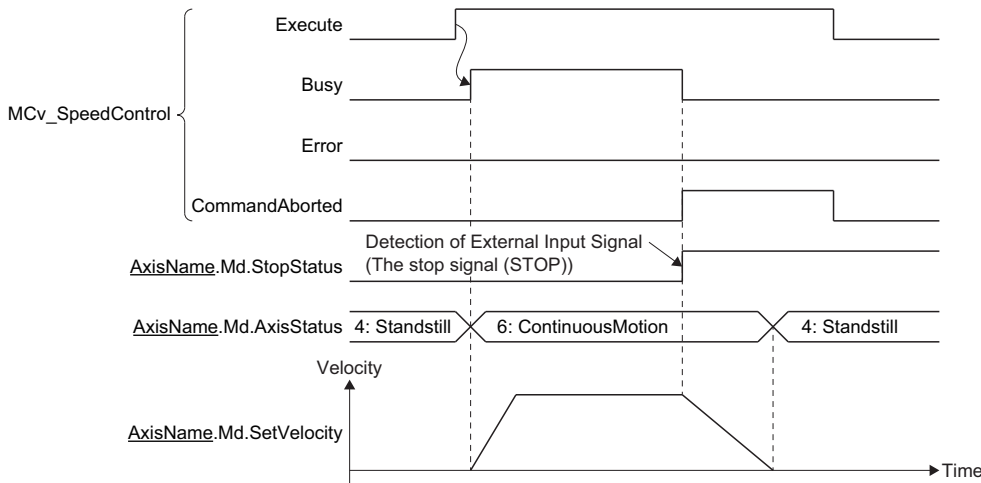 Execute
Busy
MCv_SpeedControl
Error
CommandAborted
Detection of External Input Signal
(The stop signal (STOP))
AxisName.Md.StopStatus
AxisName.Md.AxisStatus 4: Standstill 6: ContinuousMotion 4: Standstill
Velocity
AxisName.Md.SetVelocity
Time